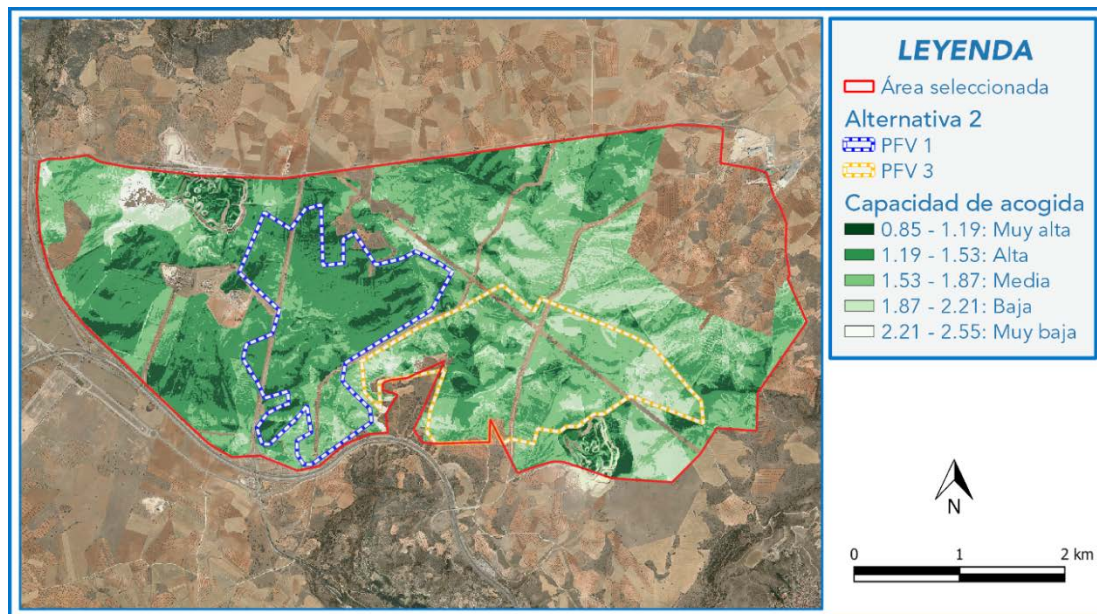 LEYENDA
Área seleccionada
Alternativa 2
PFV 1
PFV 3
Capacidad de acogida
0.85 - 1.19: Muy alta
1.19 - 1.53: Alta
1.53 - 1.87: Media
1.87 - 2.21: Baja
2.21 - 2.55: Muy baja
N
0 1 2 km